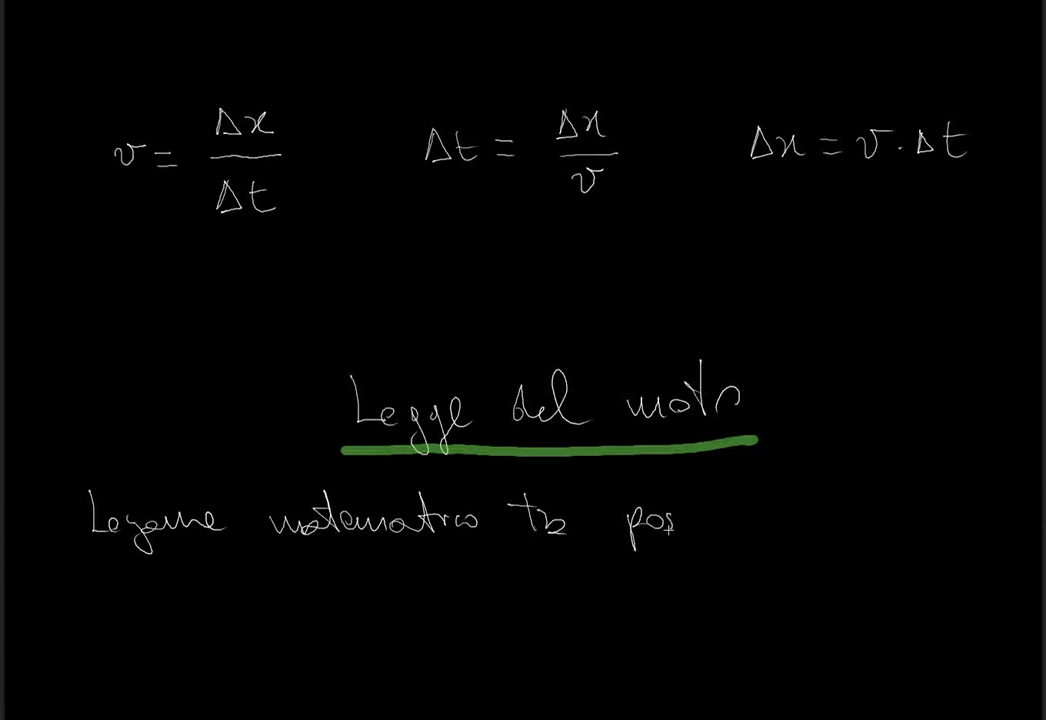 v = Δx / Δt    Δt = Δx / v    Δx = v · Δt
Legge del moto
Legame matematico tra pos